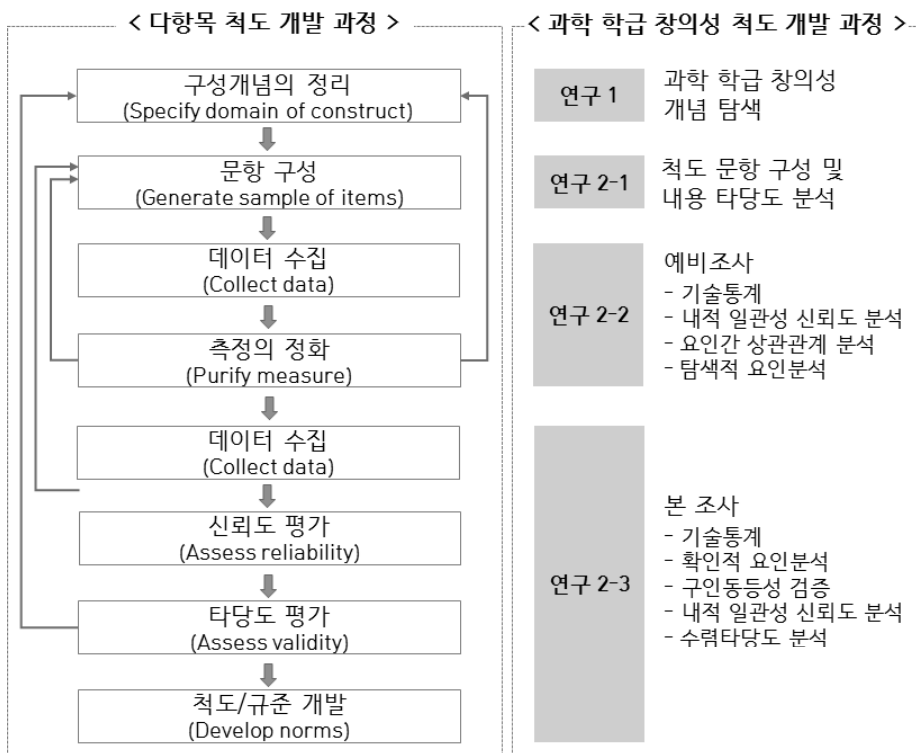 < 다항목 척도 개발 과정 >
구성개념의 정리
(Specify domain of construct)
문항 구성
(Generate sample of items)
데이터 수집
(Collect data)
측정의 정화
(Purify measure)
데이터 수집
(Collect data)
신뢰도 평가
(Assess reliability)
타당도 평가
(Assess validity)
척도/규준 개발
(Develop norms)
< 과학 학급 창의성 척도 개발 과정 >
연구 1
과학 학급 창의성
개념 탐색
연구 2-1
척도 문항 구성 및
내용 타당도 분석
연구 2-2
예비조사
- 기술통계
- 내적 일관성 신뢰도 분석
- 요인간 상관관계 분석
- 탐색적 요인분석
연구 2-3
본 조사
- 기술통계
- 확인적 요인분석
- 구인동등성 검증
- 내적 일관성 신뢰도 분석
- 수렴타당도 분석